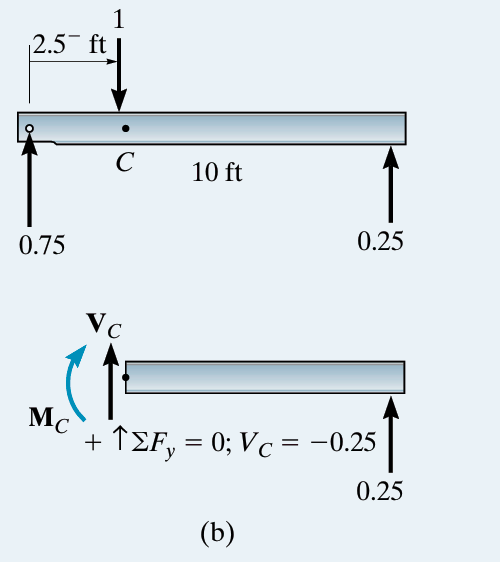 1
2.5⁻ ft
C
10 ft
0.75
0.25
V_C
M_C
+ ↑ΣF_y = 0; V_C = −0.25
0.25
(b)